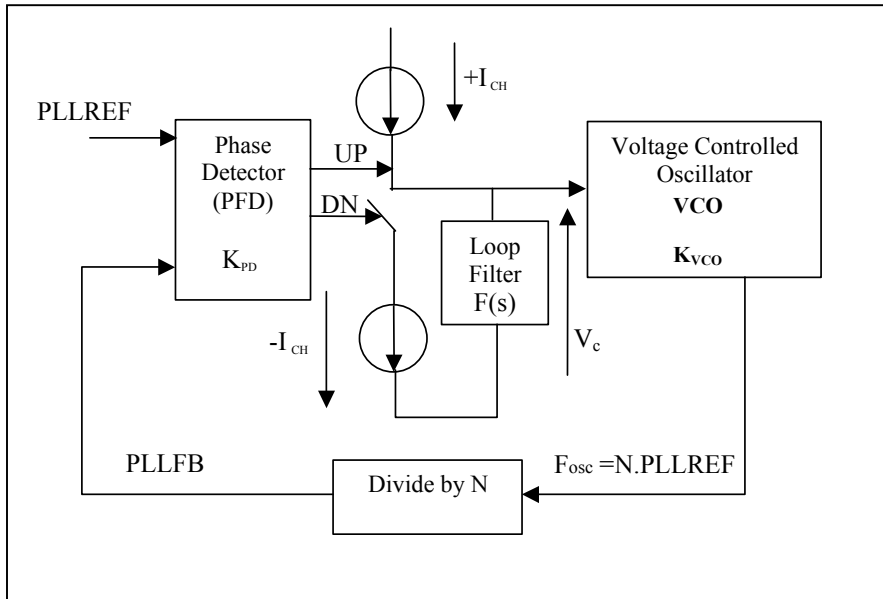 PLLREF
Phase
Detector
(PFD)
K_PD
UP
DN
+I_CH
-I_CH
Loop
Filter
F(s)
V_c
Voltage Controlled
Oscillator
VCO
K_VCO
PLLFB
Divide by N
Fosc =N.PLLREF